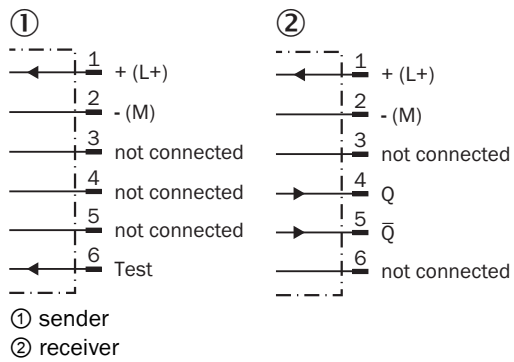 ①
1 + (L+)
2 - (M)
3 not connected
4 not connected
5 not connected
6 Test
②
1 + (L+)
2 - (M)
3 not connected
4 Q
5 Q̅
6 not connected
① sender
② receiver